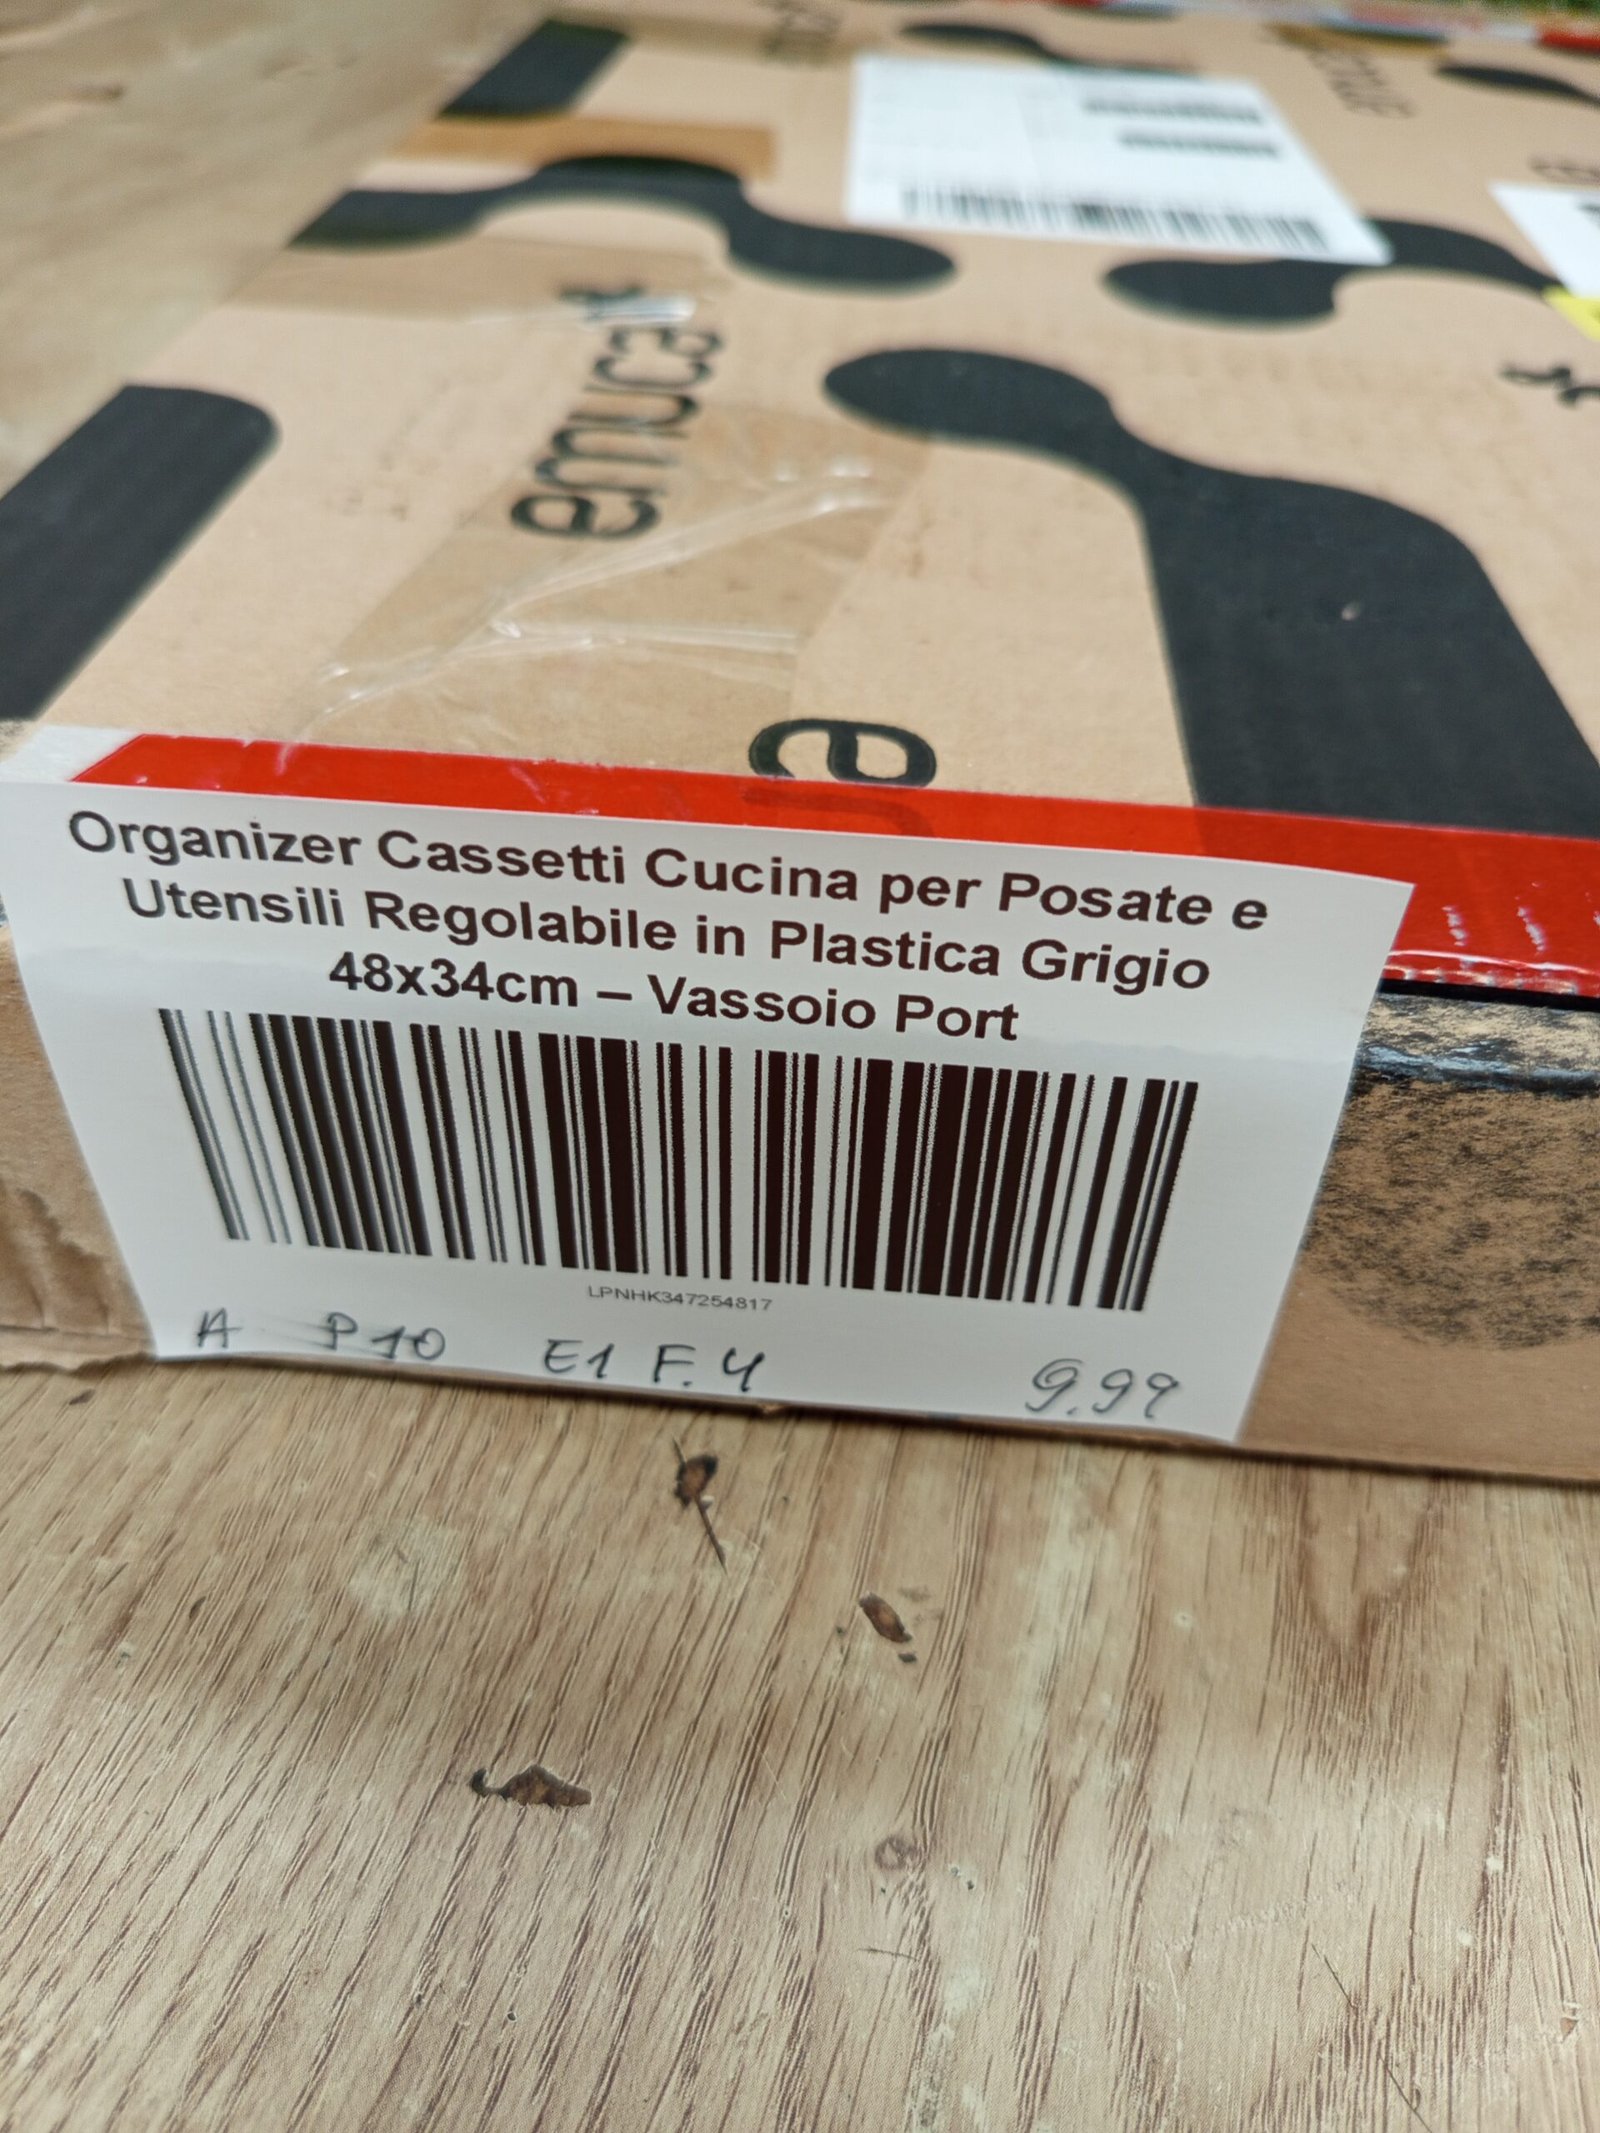 emuca
Organizer Cassetti Cucina per Posate e
Utensili Regolabile in Plastica Grigio
48x34cm – Vassoio Port
LPNHK347254817
A P10 E1 F.4 9.99